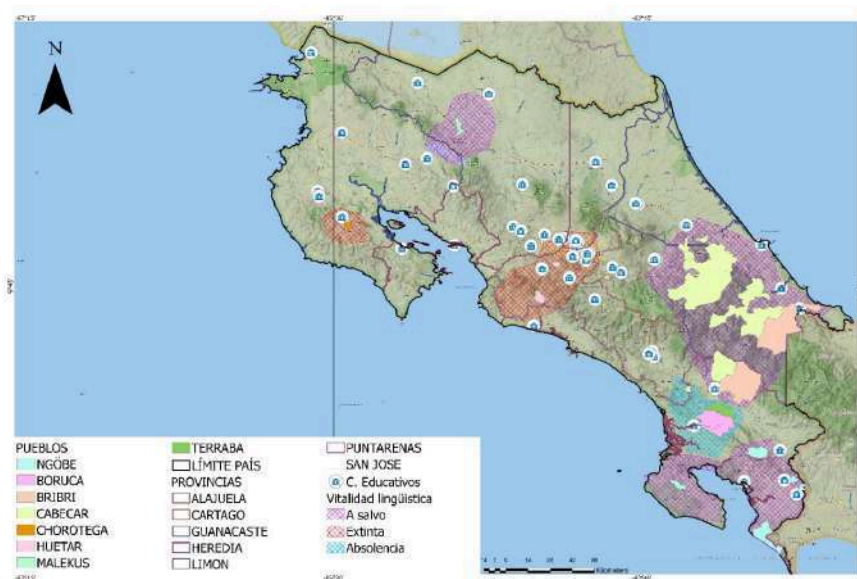 N
PUEBLOS
NGÖBE
BORUCA
BRIBRI
CABECAR
CHOROTEGA
HUETAR
MALEKUS
TERRABA
LÍMITE PAÍS
PROVINCIAS
ALAJUELA
CARTAGO
GUANACASTE
HEREDIA
LIMON
PUNTARENAS
SAN JOSE
C. Educativos
Vitalidad lingüistica
A salvo
Extinta
Absolencia